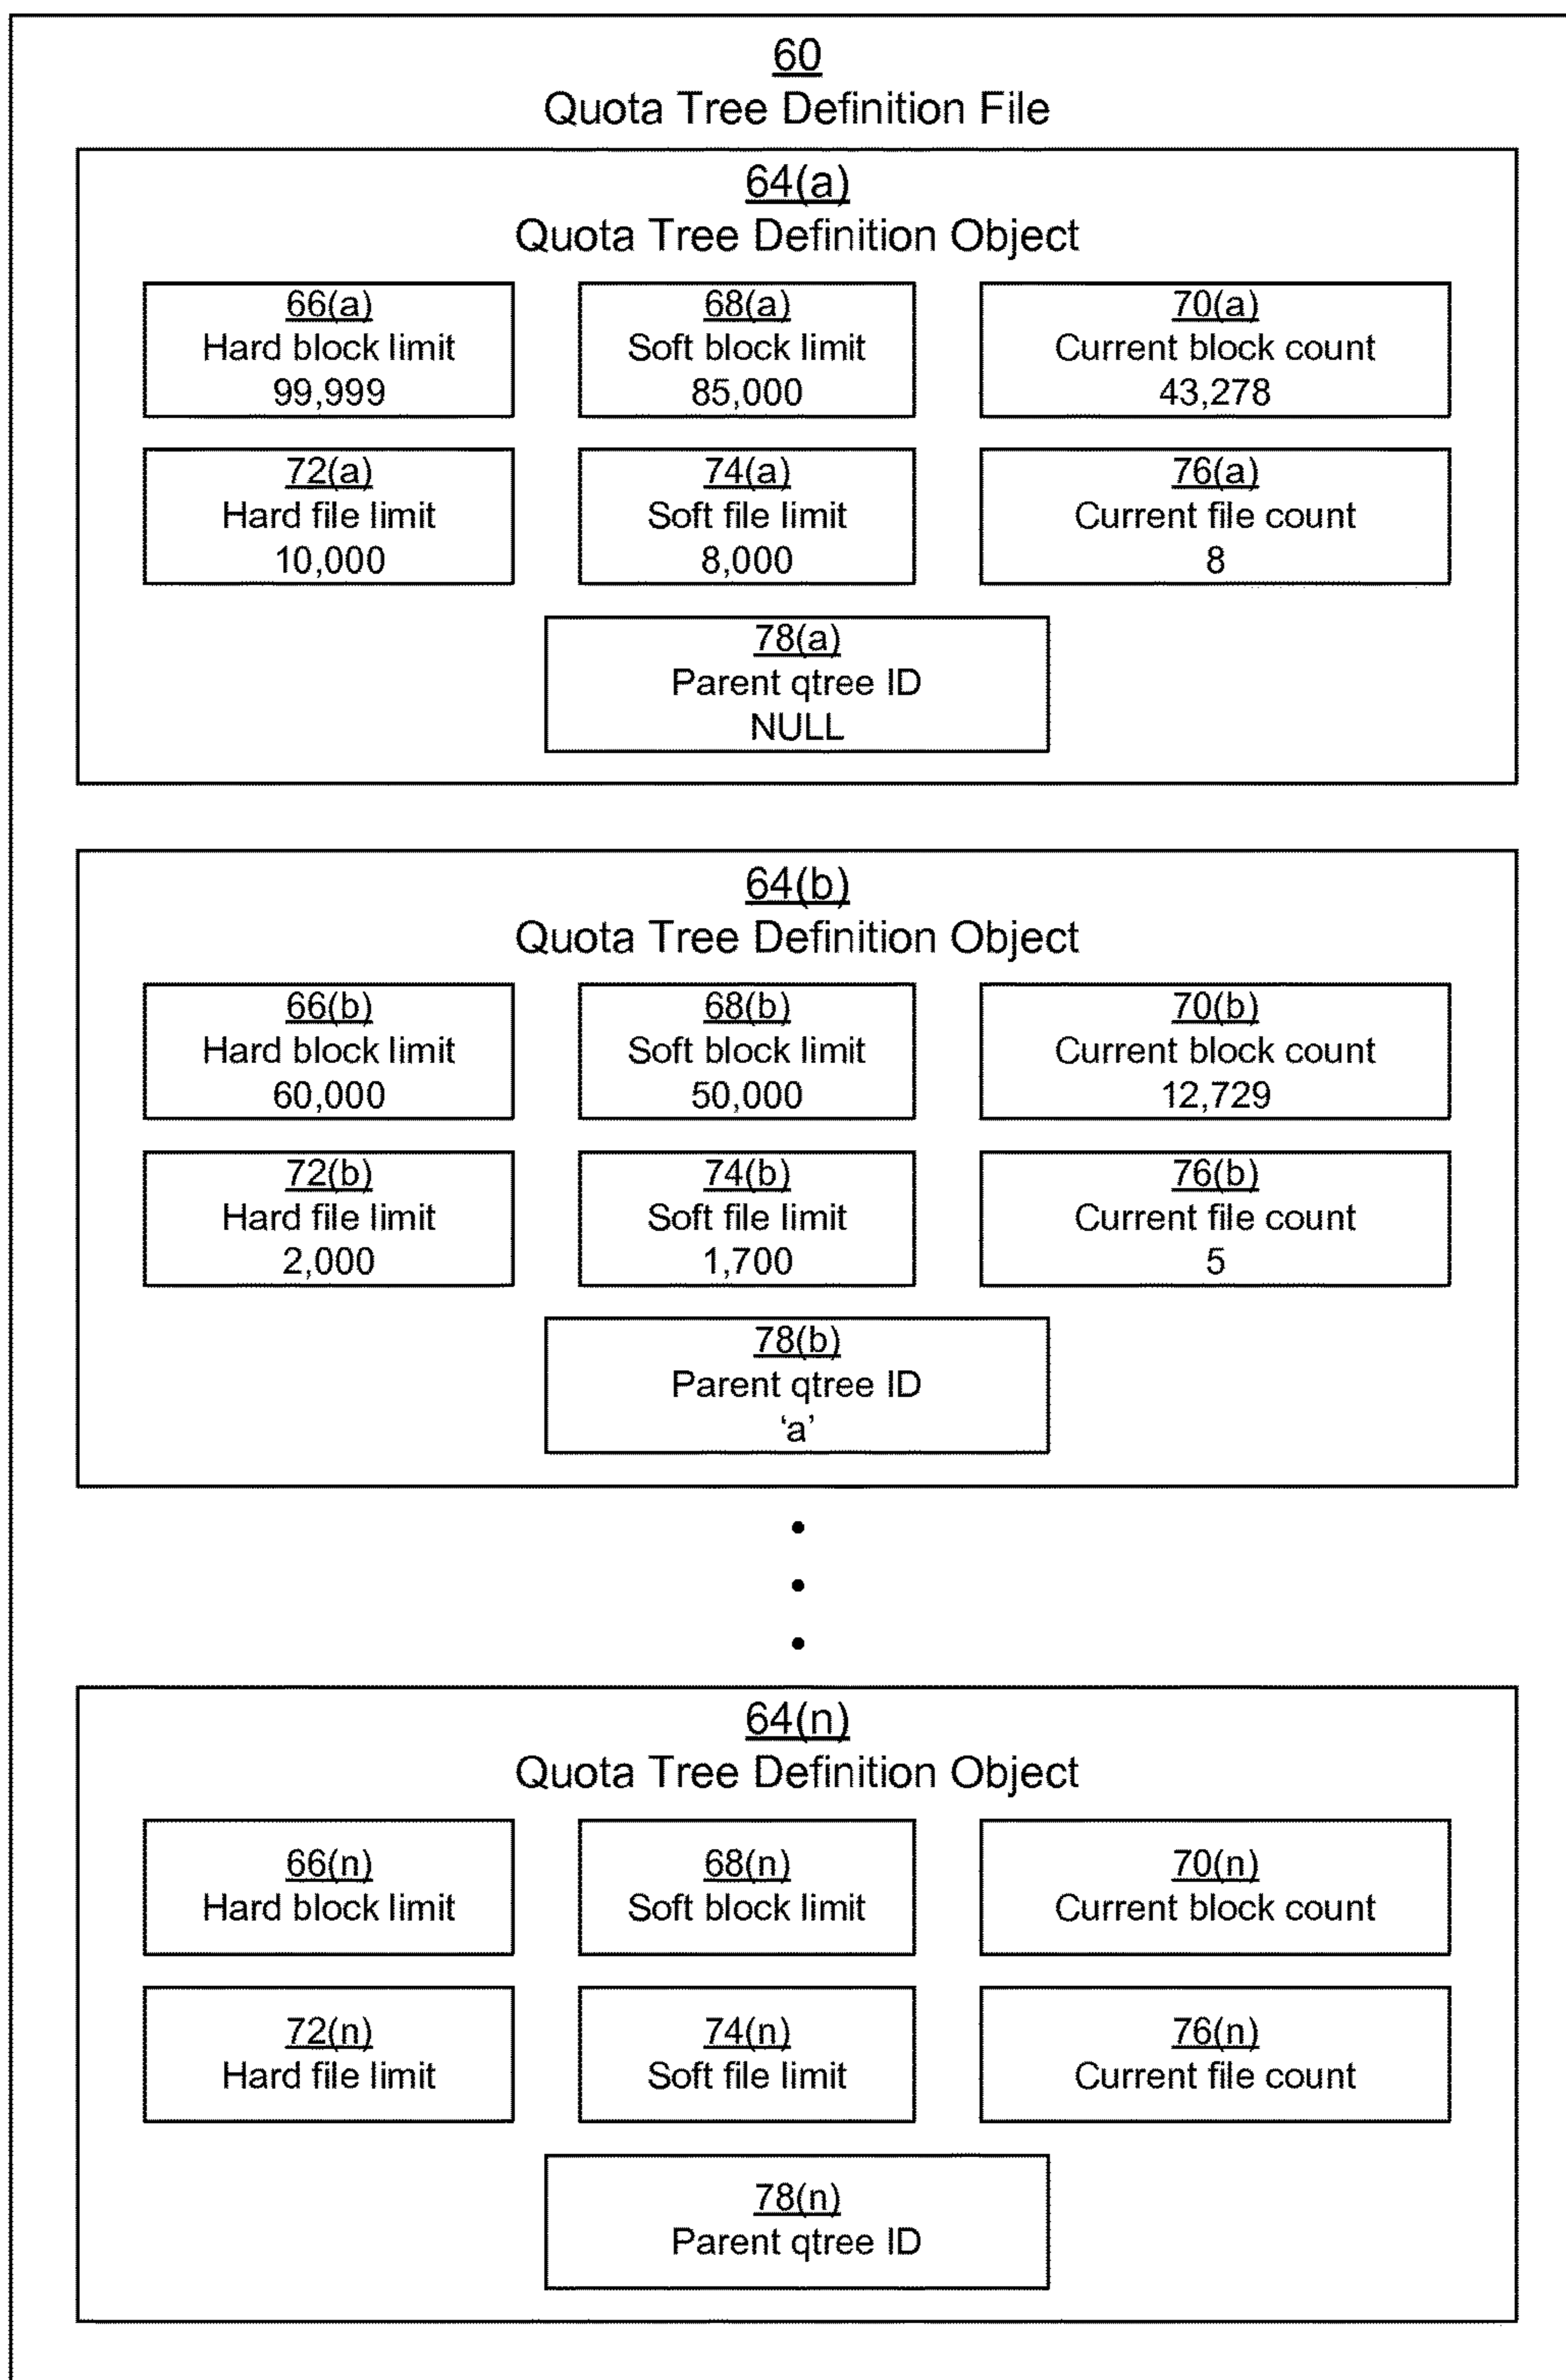 60
Quota Tree Definition File
64(a)
Quota Tree Definition Object
66(a)
Hard block limit
99,999
68(a)
Soft block limit
85,000
70(a)
Current block count
43,278
72(a)
Hard file limit
10,000
74(a)
Soft file limit
8,000
76(a)
Current file count
8
78(a)
Parent qtree ID
NULL
64(b)
Quota Tree Definition Object
66(b)
Hard block limit
60,000
68(b)
Soft block limit
50,000
70(b)
Current block count
12,729
72(b)
Hard file limit
2,000
74(b)
Soft file limit
1,700
76(b)
Current file count
5
78(b)
Parent qtree ID
‘a’
64(n)
Quota Tree Definition Object
66(n)
Hard block limit
68(n)
Soft block limit
70(n)
Current block count
72(n)
Hard file limit
74(n)
Soft file limit
76(n)
Current file count
78(n)
Parent qtree ID